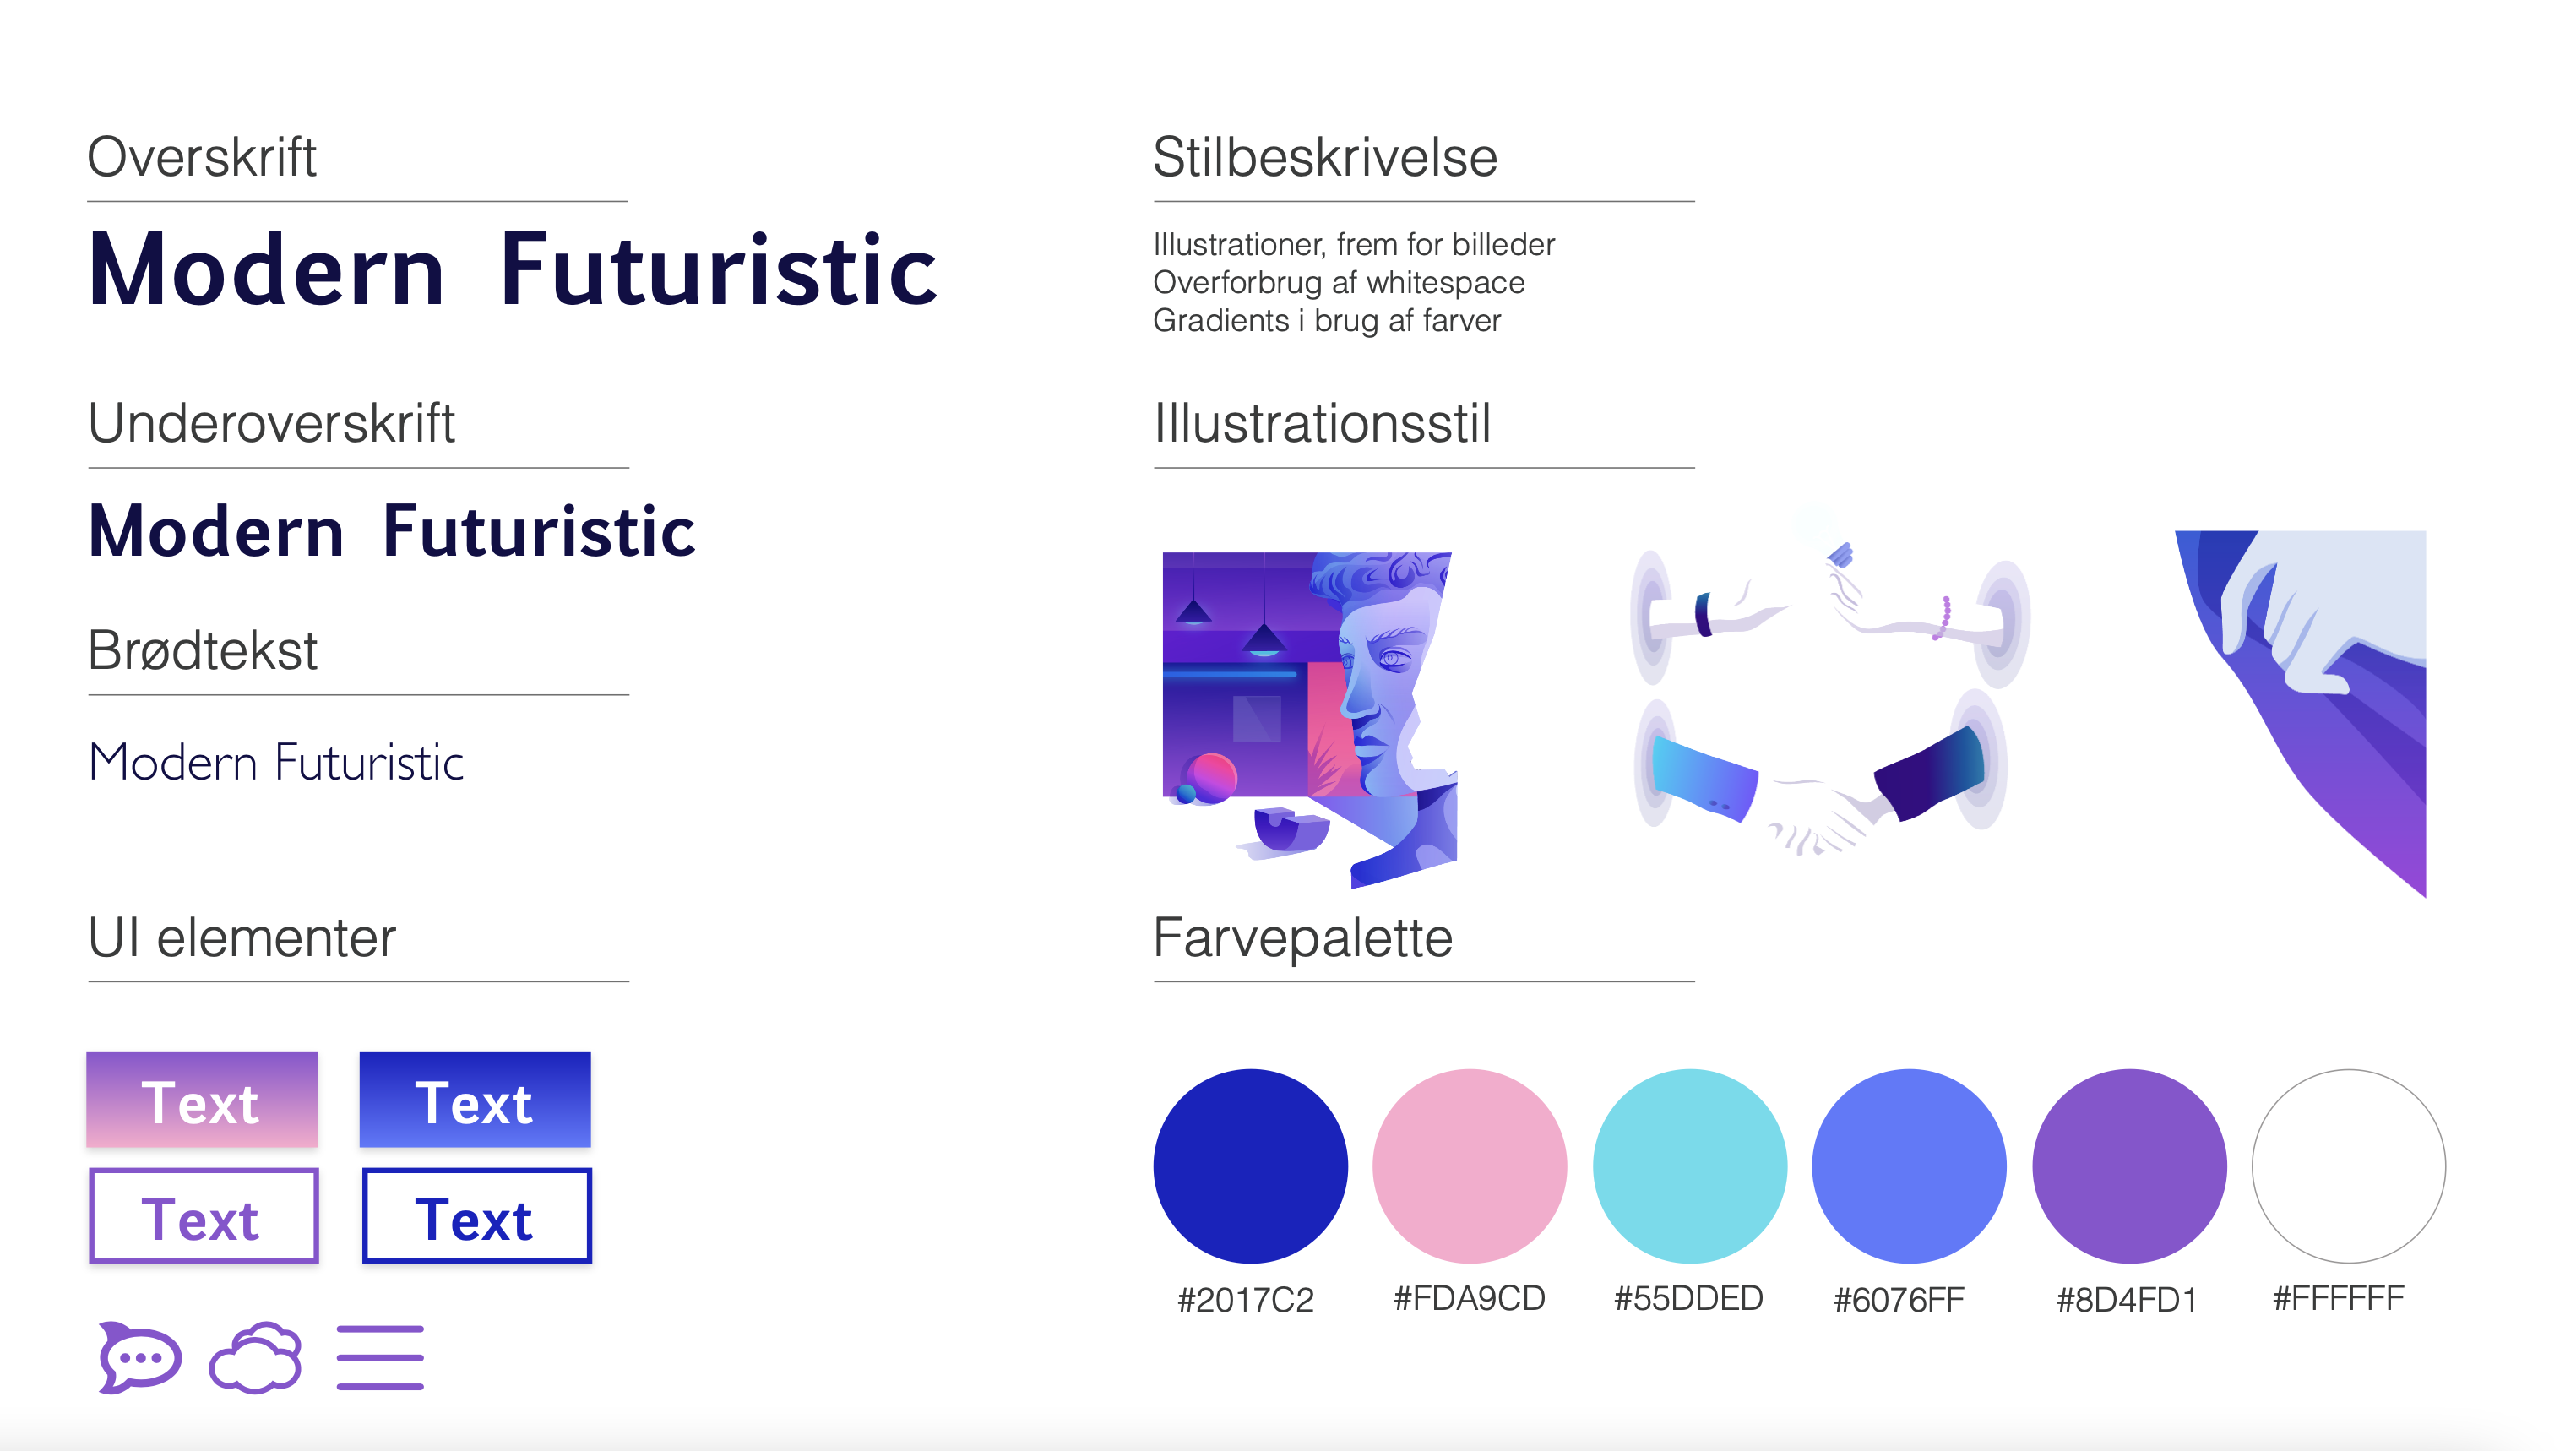 Overskrift
Modern Futuristic
Underoverskrift
Modern Futuristic
Brødtekst
Modern Futuristic
UI elementer
Text
Text
Text
Text
Stilbeskrivelse
Illustrationer, frem for billeder
Overforbrug af whitespace
Gradients i brug af farver
Illustrationsstil
Farvepalette
#2017C2
#FDA9CD
#55DDED
#6076FF
#8D4FD1
#FFFFFF